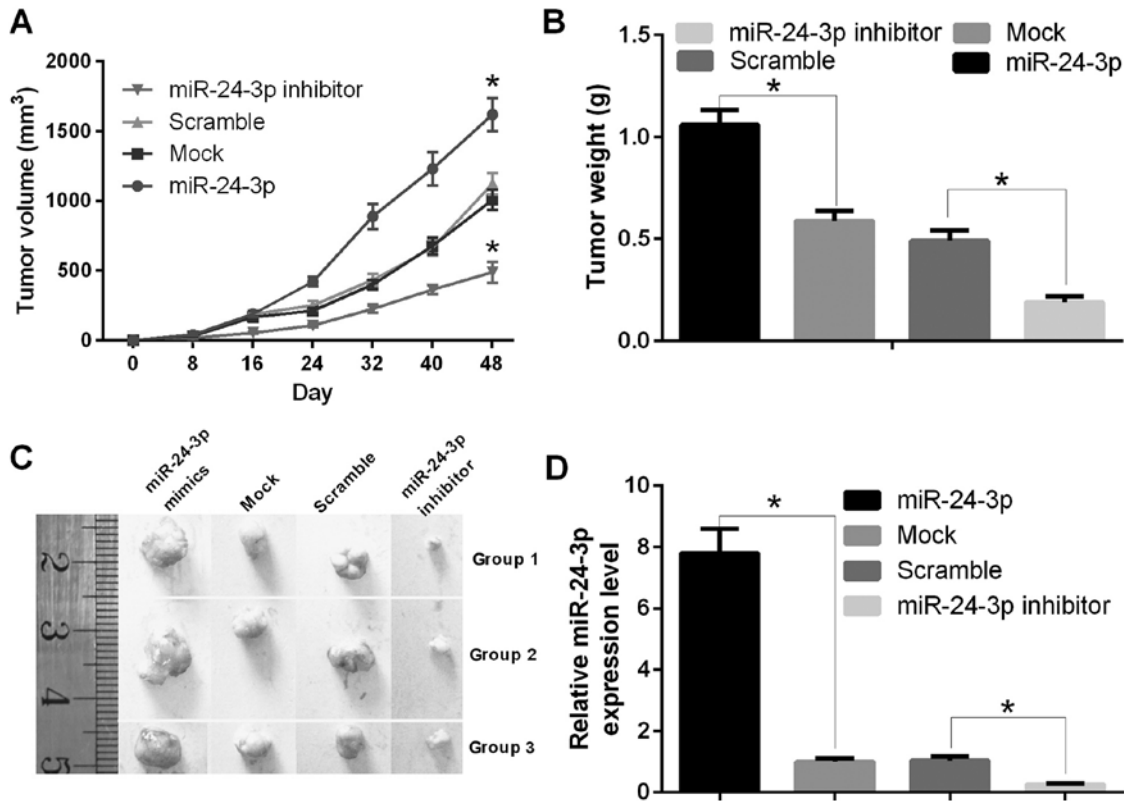 A
Tumor volume (mm³)
2000
1500
1000
500
0
miR-24-3p inhibitor
Scramble
Mock
miR-24-3p
*
*
0 8 16 24 32 40 48
Day
B
Tumor weight (g)
1.5
1.0
0.5
0.0
miR-24-3p inhibitor Mock
Scramble miR-24-3p
*
*
C
miR-24-3p
mimics
Mock
Scramble
miR-24-3p
inhibitor
2
3
4
5
Group 1
Group 2
Group 3
D
Relative miR-24-3p
expression level
10
8
6
4
2
0
miR-24-3p
Mock
Scramble
miR-24-3p inhibitor
*
*